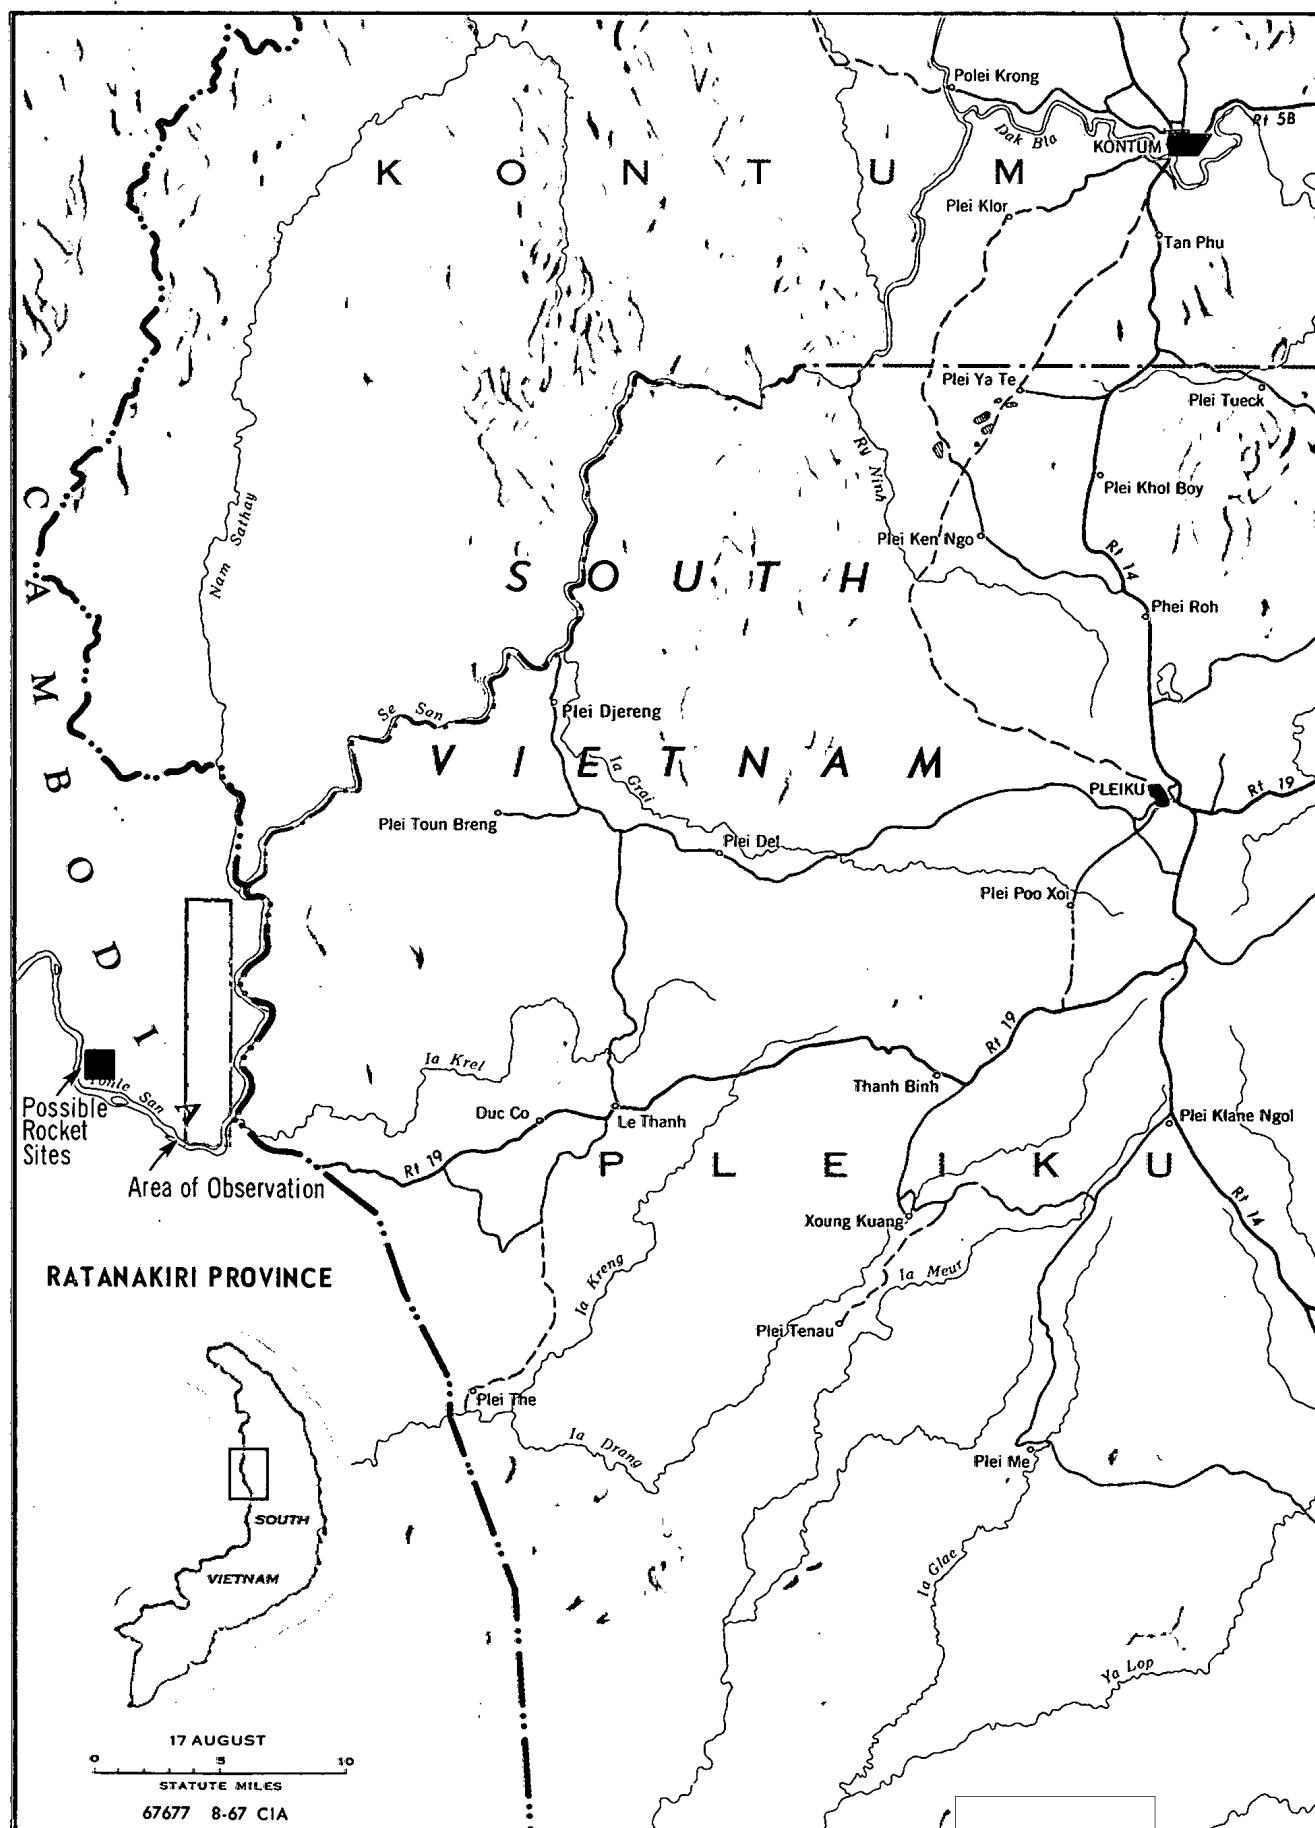 Polei Krong
Rt 5B
Dak Bla
KONTUM
KONTUM
Plei Klor
Tan Phu
Plei Ya Te
Plei Tueck
Ry Ninh
CAMBODIA
Nam Sathay
Plei Khol Boy
Plei Ken Ngo
Rt 14
SOUTH
Phei Roh
Se San
Plei Djereng
VIETNAM
Ia Grai
PLEIKU
Rt 19
Plei Toun Breng
Plei Del
Plei Poo Xoi
Rt 19
Ia Krel
Thanh Binh
San
Possible
Rocket
Sites
Duc Co
Le Thanh
Plei Klane Ngol
Rt 19
PLEIKU
Area of Observation
Rt 14
Xoung Kuang
RATANAKIRI PROVINCE
Ia Kreng
Ia Meur
Plei Tenau
Plei The
Ia Drang
Plei Me
SOUTH
VIETNAM
Ia Glae
Ya Lop
17 AUGUST
0 5 10
STATUTE MILES
67677 8-67 CIA